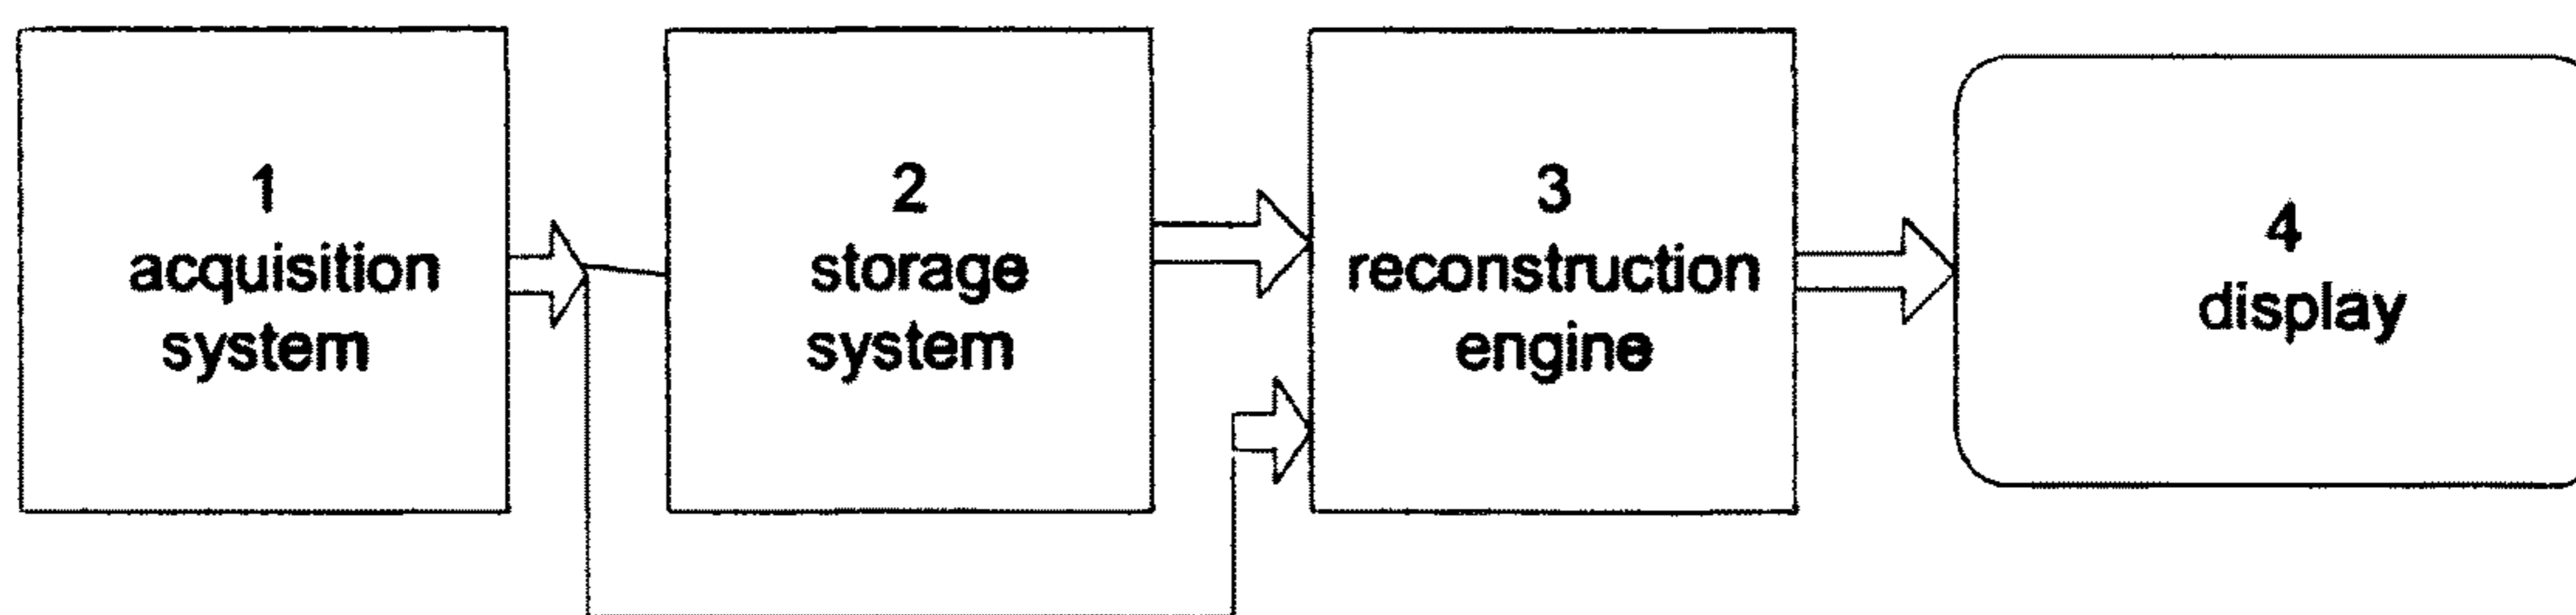 1
acquisition
system
2
storage
system
3
reconstruction
engine
4
display